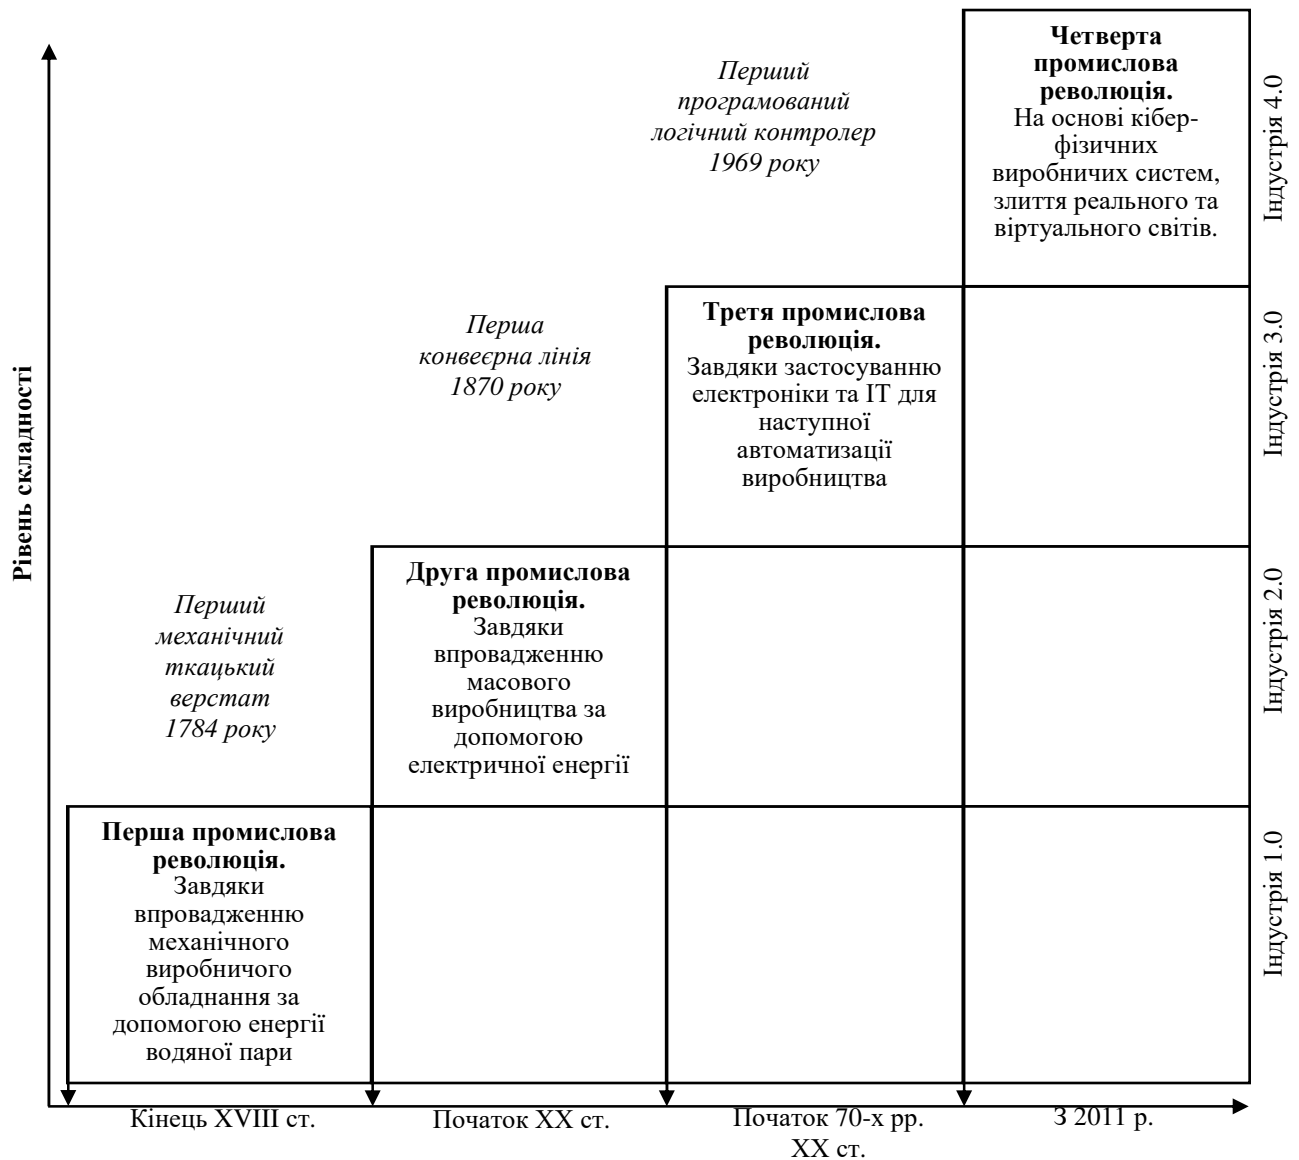 Четверта
промислова
революція.
На основі кібер-
фізичних
виробничих систем,
злиття реального та
віртуального світів.
Індустрія 4.0
Перший
програмований
логічний контролер
1969 року
Третя промислова
революція.
Завдяки застосуванню
електроніки та ІТ для
наступної
автоматизації
виробництва
Індустрія 3.0
Перша
конвеєрна лінія
1870 року
Рівень складності
Друга промислова
революція.
Завдяки
впровадженню
масового
виробництва за
допомогою
електричної енергії
Індустрія 2.0
Перший
механічний
ткацький
верстат
1784 року
Перша промислова
революція.
Завдяки
впровадженню
механічного
виробничого
обладнання за
допомогою енергії
водяної пари
Індустрія 1.0
Кінець XVIII ст.
Початок XX ст.
Початок 70-х рр.
XX ст.
З 2011 р.